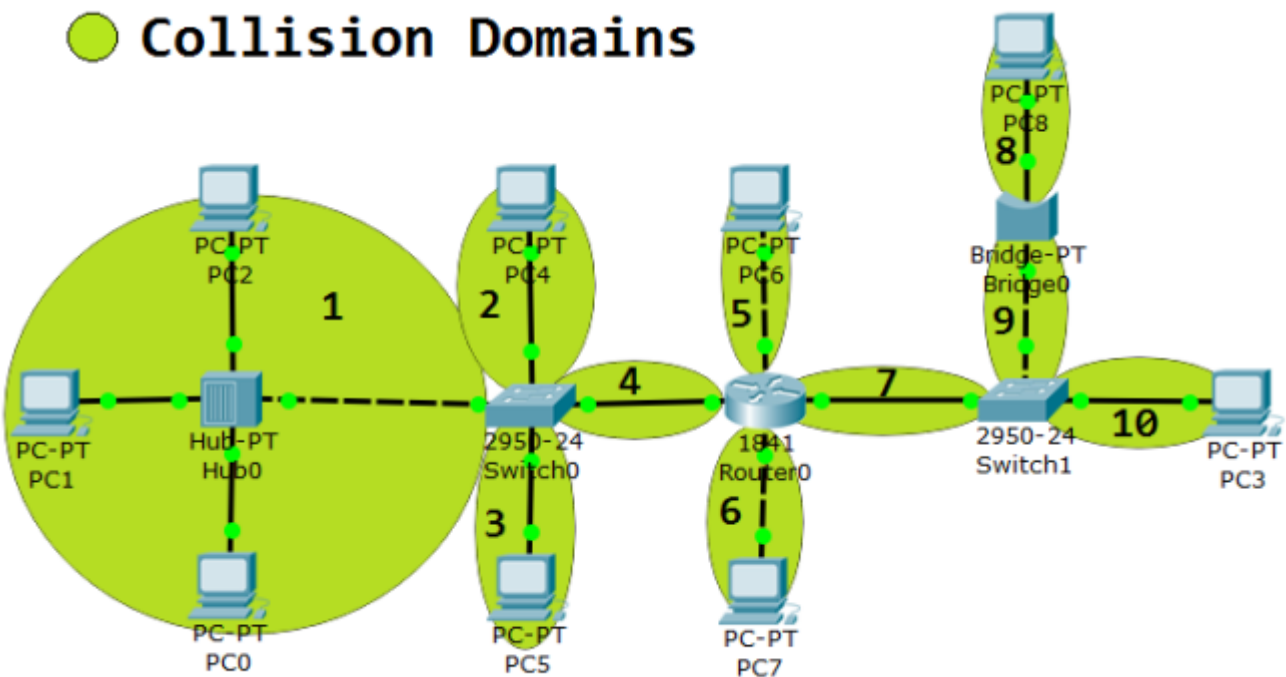 Collision Domains
PC-PT
PC8
8
PC-PT
PC2
PC-PT
PC4
PC-PT
PC6
Bridge-PT
Bridge0
1
2
5
9
4
7
PC-PT
PC1
Hub-PT
Hub0
2950-24
Switch0
1841
Router0
2950-24
Switch1
10
PC-PT
PC3
3
6
PC-PT
PC0
PC-PT
PC5
PC-PT
PC7